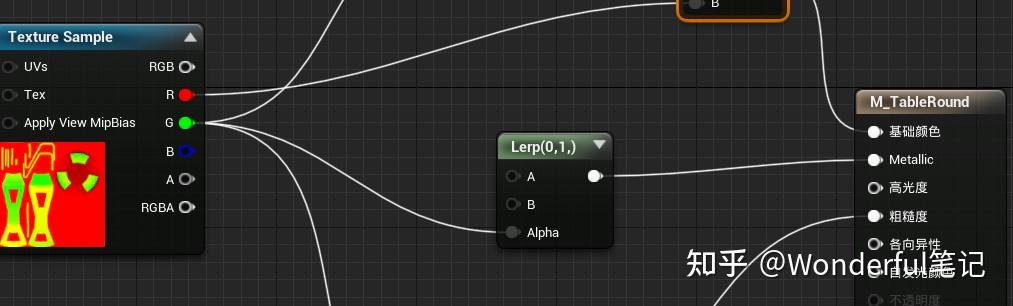 B
Texture Sample
UVs
RGB
Tex
R
Apply View MipBias
G
B
A
RGBA
Lerp(0,1,)
A
B
Alpha
M_TableRound
基础颜色
Metallic
高光度
粗糙度
各向异性
自发光颜色
不透明度
知乎 @Wonderful笔记